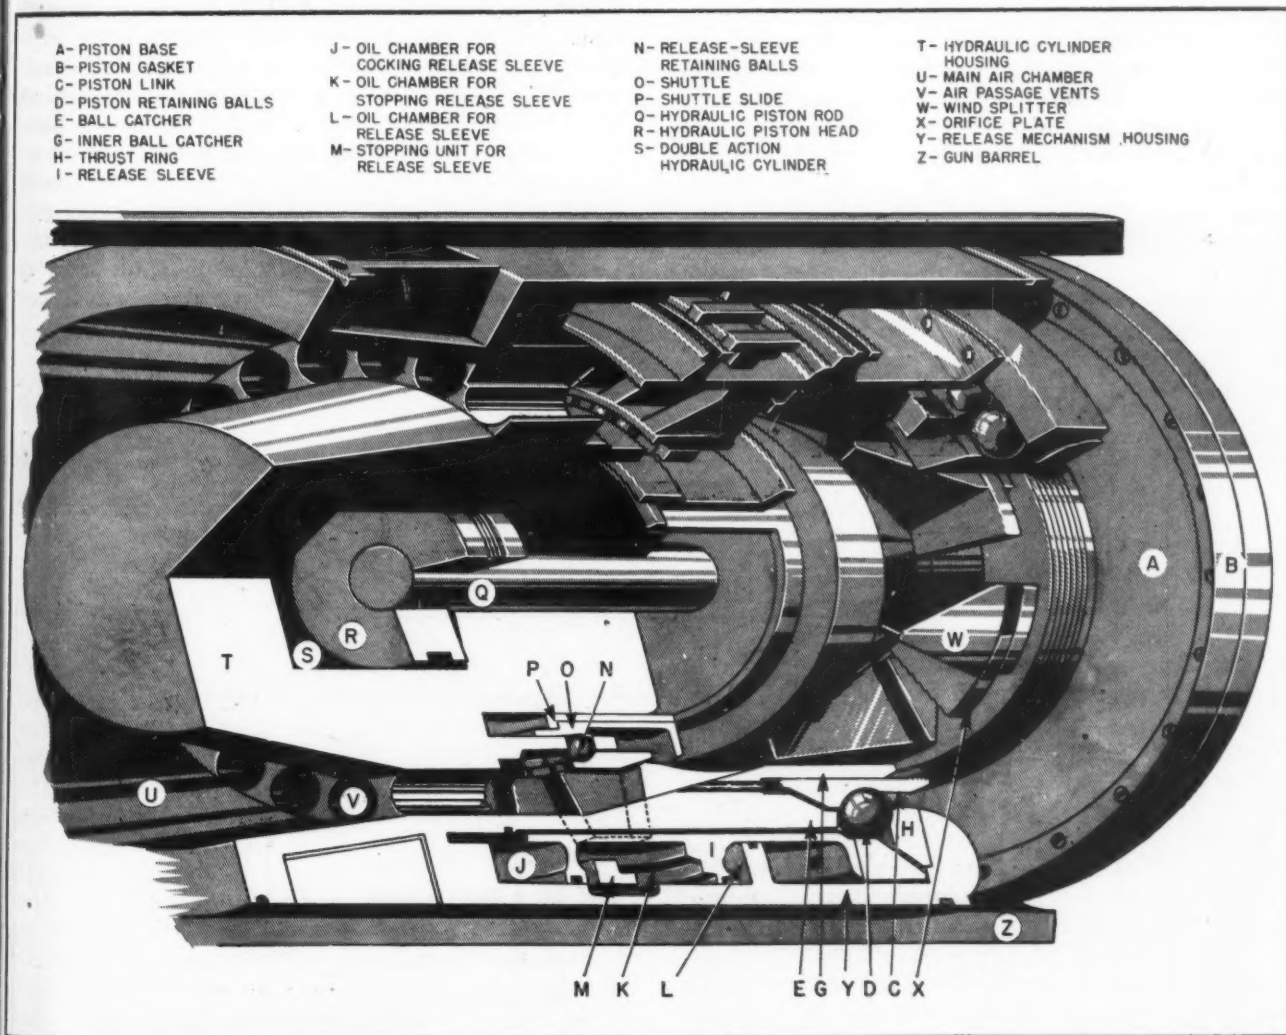 A- PISTON BASE
B- PISTON GASKET
C- PISTON LINK
D- PISTON RETAINING BALLS
E- BALL CATCHER
G- INNER BALL CATCHER
H- THRUST RING
I- RELEASE SLEEVE
J- OIL CHAMBER FOR
COCKING RELEASE SLEEVE
K- OIL CHAMBER FOR
STOPPING RELEASE SLEEVE
L- OIL CHAMBER FOR
RELEASE SLEEVE
M- STOPPING UNIT FOR
RELEASE SLEEVE
N- RELEASE-SLEEVE
RETAINING BALLS
O- SHUTTLE
P- SHUTTLE SLIDE
Q- HYDRAULIC PISTON ROD
R- HYDRAULIC PISTON HEAD
S- DOUBLE ACTION
HYDRAULIC CYLINDER
T- HYDRAULIC CYLINDER
HOUSING
U- MAIN AIR CHAMBER
V- AIR PASSAGE VENTS
W- WIND SPLITTER
X- ORIFICE PLATE
Y- RELEASE MECHANISM HOUSING
Z- GUN BARREL
A
B
Q
R
S
T
W
P O N
U
V
H
J
I
Z
M K L E G Y D C X